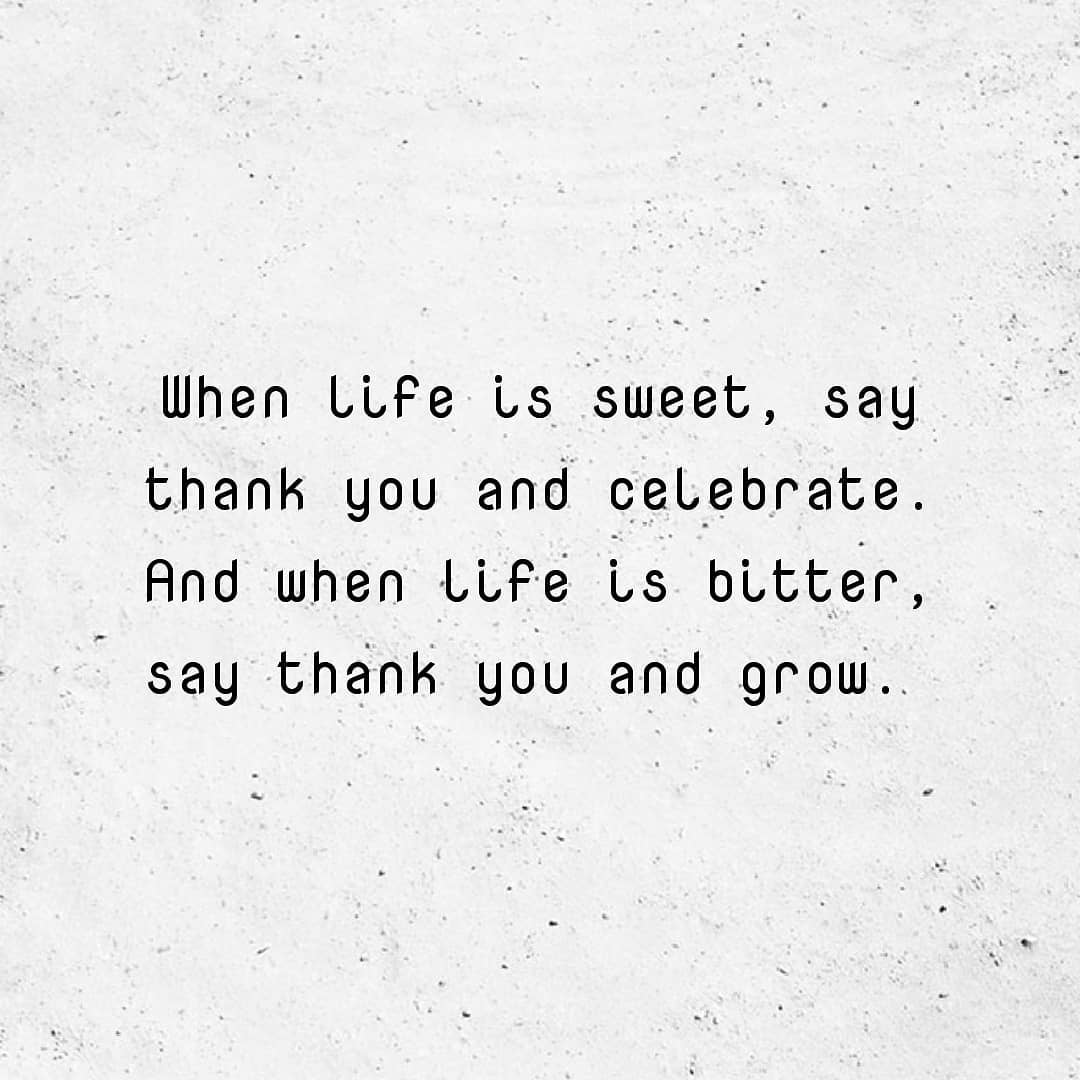 When life is sweet, say
thank you and celebrate.
And when life is bitter,
say thank you and grow.